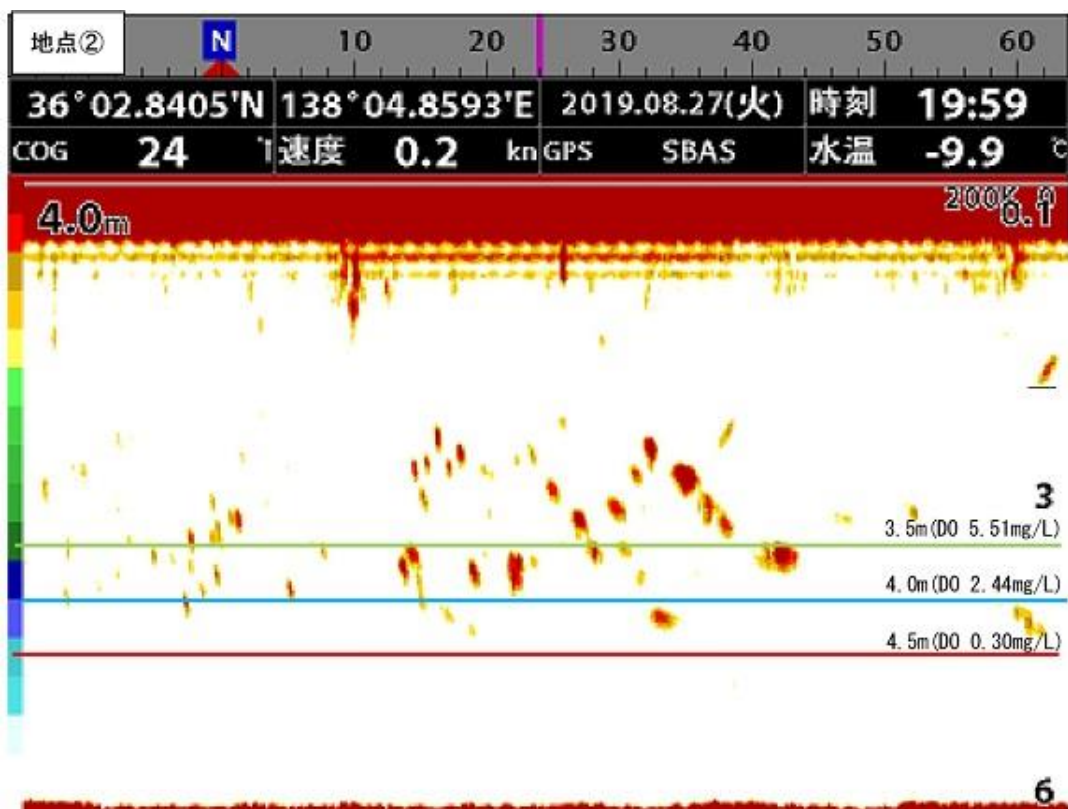 地点②
N 10 20 30 40 50 60
36°02.8405'N 138°04.8593'E 2019.08.27(火) 時刻 19:59
COG 24 °T 速度 0.2 kn GPS SBAS 水温 -9.9 ℃
4.0m
0.1
3
3.5m(DO 5.51mg/L)
4.0m(DO 2.44mg/L)
4.5m(DO 0.30mg/L)
6